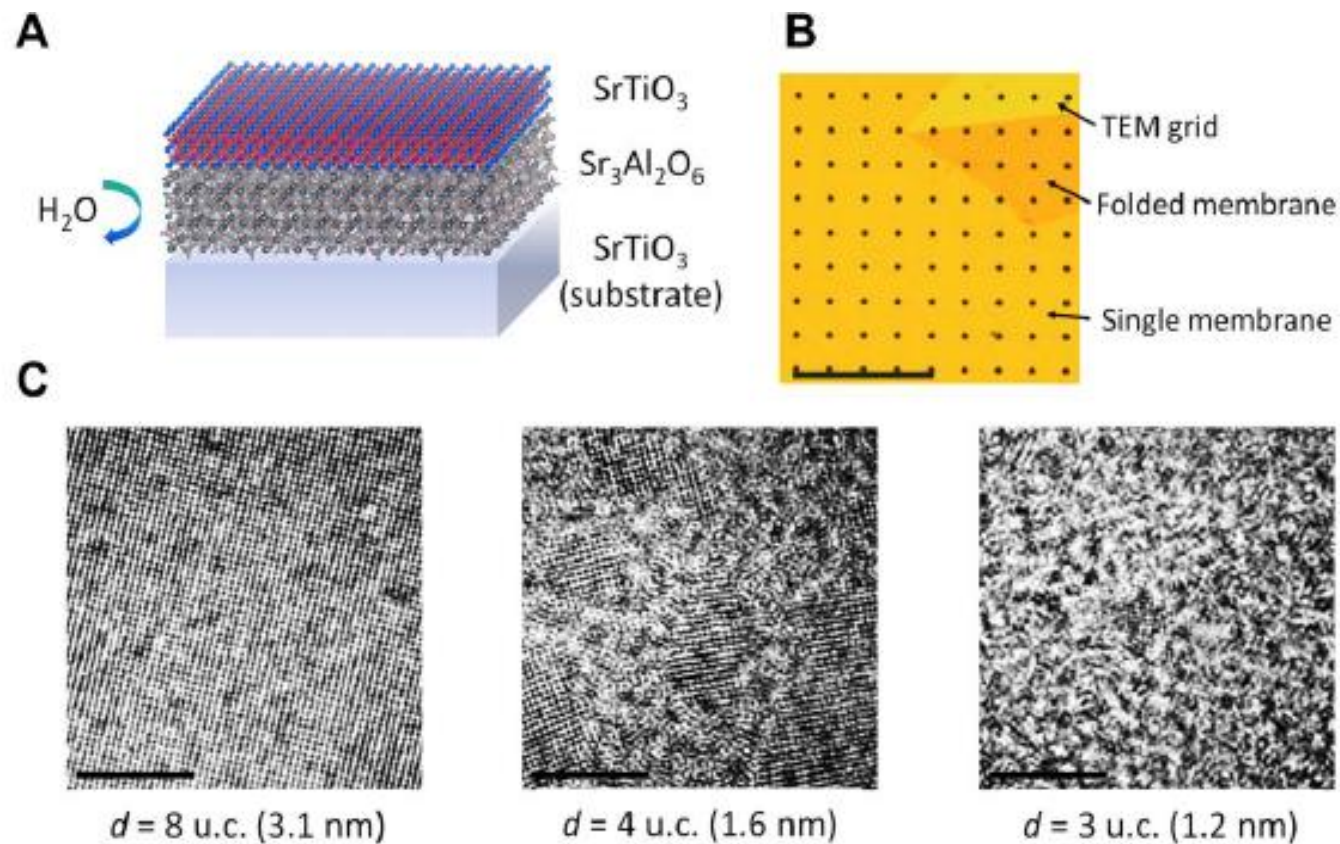 A
SrTiO₃
Sr₃Al₂O₆
H₂O
SrTiO₃
(substrate)
B
TEM grid
Folded membrane
Single membrane
C
d = 8 u.c. (3.1 nm)
d = 4 u.c. (1.6 nm)
d = 3 u.c. (1.2 nm)